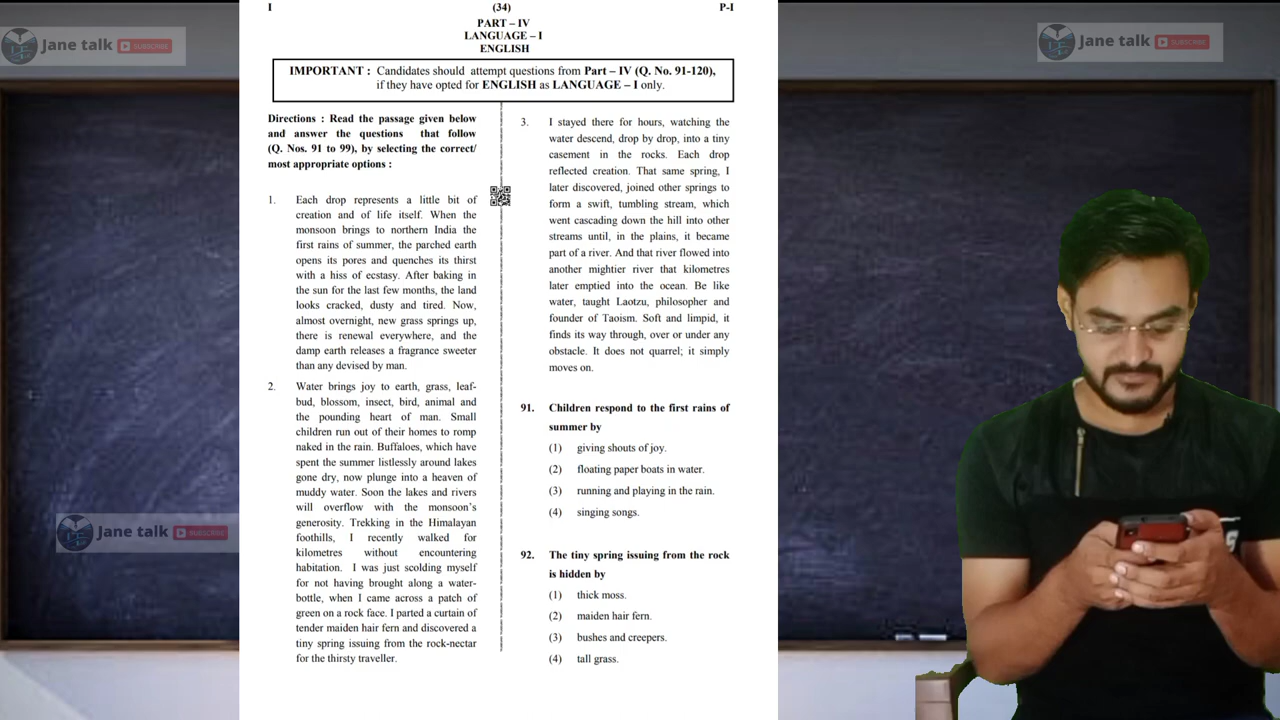 I (34) P-I
PART – IV
LANGUAGE – I
ENGLISH
Jane talk SUBSCRIBE
Jane talk SUBSCRIBE
IMPORTANT : Candidates should attempt questions from Part – IV (Q. No. 91-120),
if they have opted for ENGLISH as LANGUAGE – I only.
Directions : Read the passage given below
and answer the questions that follow
(Q. Nos. 91 to 99), by selecting the correct/
most appropriate options :
1. Each drop represents a little bit of
creation and of life itself. When the
monsoon brings to northern India the
first rains of summer, the parched earth
opens its pores and quenches its thirst
with a hiss of ecstasy. After baking in
the sun for the last few months, the land
looks cracked, dusty and tired. Now,
almost overnight, new grass springs up,
there is renewal everywhere, and the
damp earth releases a fragrance sweeter
than any devised by man.
2. Water brings joy to earth, grass, leaf-
bud, blossom, insect, bird, animal and
the pounding heart of man. Small
children run out of their homes to romp
naked in the rain. Buffaloes, which have
spent the summer listlessly around lakes
gone dry, now plunge into a heaven of
muddy water. Soon the lakes and rivers
will overflow with the monsoon's
generosity. Trekking in the Himalayan
foothills, I recently walked for
kilometres without encountering
habitation. I was just scolding myself
for not having brought along a water-
bottle, when I came across a patch of
green on a rock face. I parted a curtain of
tender maiden hair fern and discovered a
tiny spring issuing from the rock-nectar
for the thirsty traveller.
3. I stayed there for hours, watching the
water descend, drop by drop, into a tiny
casement in the rocks. Each drop
reflected creation. That same spring, I
later discovered, joined other springs to
form a swift, tumbling stream, which
went cascading down the hill into other
streams until, in the plains, it became
part of a river. And that river flowed into
another mightier river that kilometres
later emptied into the ocean. Be like
water, taught Laotzu, philosopher and
founder of Taoism. Soft and limpid, it
finds its way through, over or under any
obstacle. It does not quarrel; it simply
moves on.
91. Children respond to the first rains of
summer by
(1) giving shouts of joy.
(2) floating paper boats in water.
(3) running and playing in the rain.
(4) singing songs.
92. The tiny spring issuing from the rock
is hidden by
(1) thick moss.
(2) maiden hair fern.
(3) bushes and creepers.
(4) tall grass.
Jane talk SUBSCRIBE